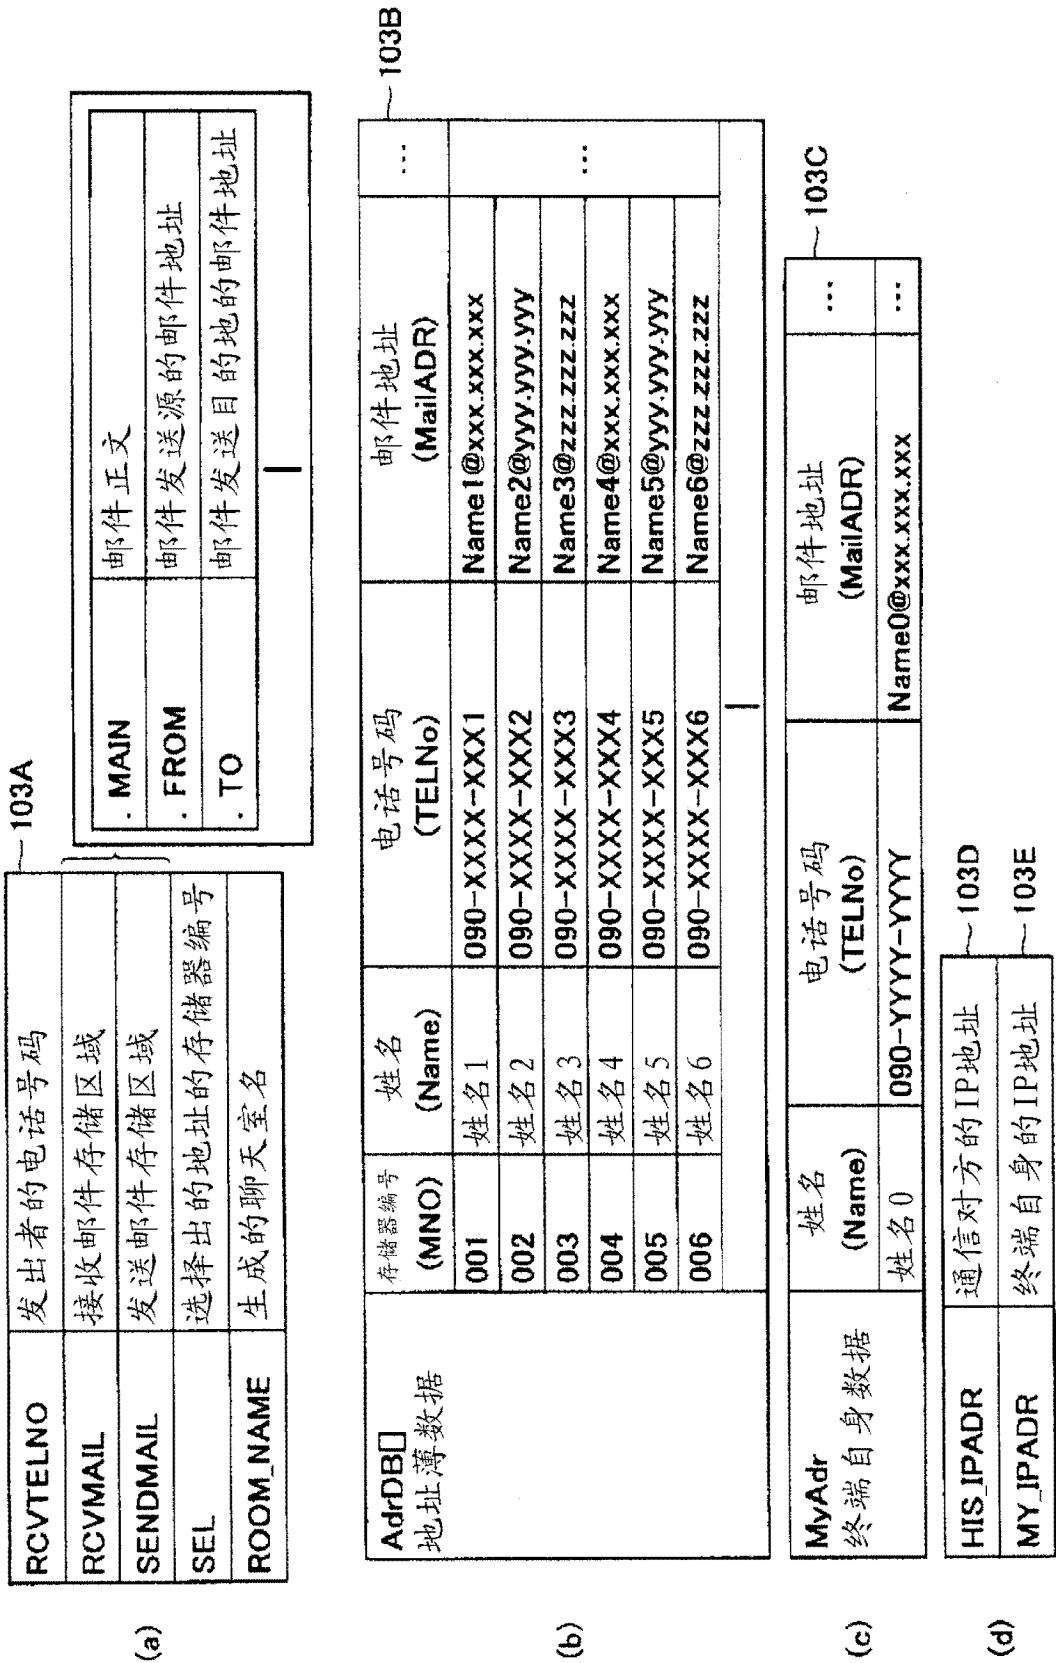 (a)
103A
RCVTELNO 发出者的电话号码
RCVMAIL 接收邮件存储区域
SENDMAIL 发送邮件存储区域
SEL 选择出的地址的存储器编号
ROOM_NAME 生成的聊天室名
. MAIN 邮件正文
. FROM 邮件发送源的邮件地址
. TO 邮件发送目的地的邮件地址
(b)
103B
AdrDB[]
地址薄数据
存储器编号 姓名 电话号码 邮件地址 ...
(MNO) (Name) (TELNo) (MailADR)
001 姓名1 090-XXXX-XXX1 Name1@xxx.xxx.xxx
002 姓名2 090-XXXX-XXX2 Name2@yyy.yyy.yyy
003 姓名3 090-XXXX-XXX3 Name3@zzz.zzz.zzz ...
004 姓名4 090-XXXX-XXX4 Name4@xxx.xxx.xxx
005 姓名5 090-XXXX-XXX5 Name5@yyy.yyy.yyy
006 姓名6 090-XXXX-XXX6 Name6@zzz.zzz.zzz
(c)
103C
MyAdr
终端自身数据
姓名 电话号码 邮件地址 ...
(Name) (TELNo) (MailADR)
姓名0 090-YYYY-YYYY Name0@xxx.xxx.xxx ...
(d)
HIS_IPADR 通信对方的IP地址 103D
MY_IPADR 终端自身的IP地址 103E